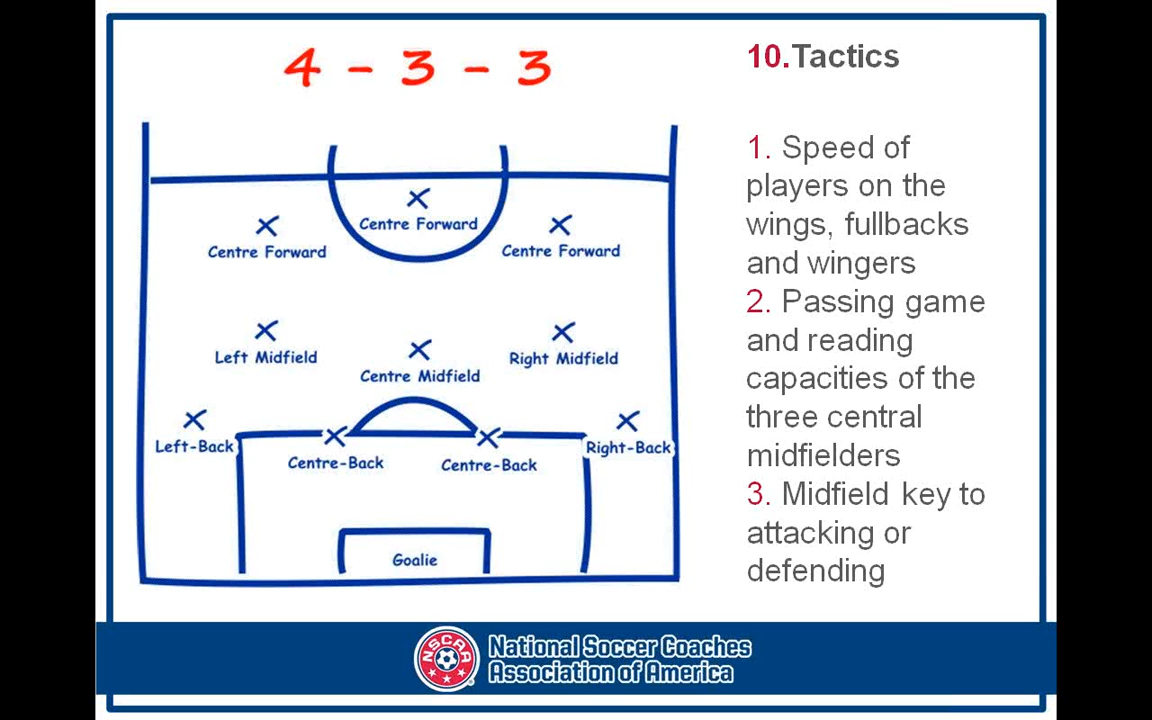 4 - 3 - 3
Centre Forward
Centre Forward
Centre Forward
Left Midfield
Centre Midfield
Right Midfield
Left-Back
Centre-Back
Centre-Back
Right-Back
Goalie
10.Tactics
1. Speed of
players on the
wings, fullbacks
and wingers
2. Passing game
and reading
capacities of the
three central
midfielders
3. Midfield key to
attacking or
defending
NSCAA
National Soccer Coaches
Association of America